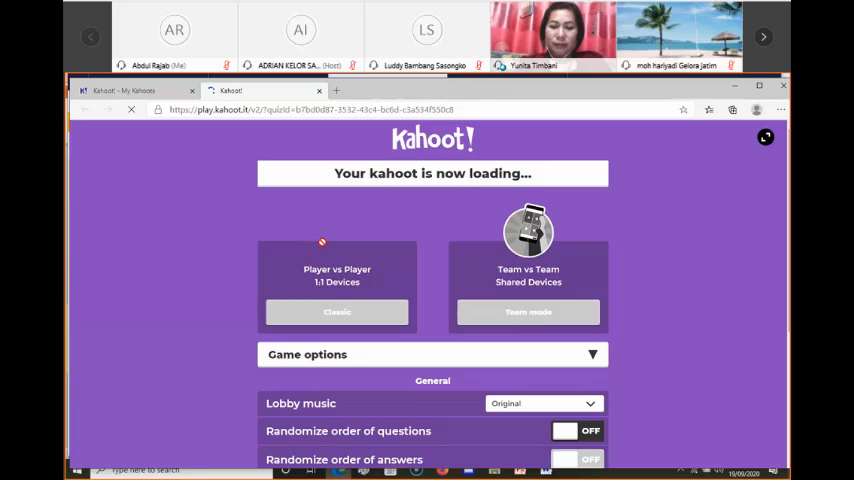 AR
AI
LS
Abdul Rajab (Me)
ADRIAN KELOR SA... (Host)
Luddy Bambang Sasongko
Yunita Timbani
moh hariyadi Gelora jatim
K! Kahoot! - My Kahoots
Kahoot!
https://play.kahoot.it/v2/?quizId=b7bd0d87-3532-43c4-bc6d-c3a534f550c8
Kahoot!
Your kahoot is now loading...
Player vs Player
1:1 Devices
Classic
Team vs Team
Shared Devices
Team mode
Game options
General
Lobby music
Original
Randomize order of questions
OFF
Randomize order of answers
OFF
Type here to search
19/09/2020